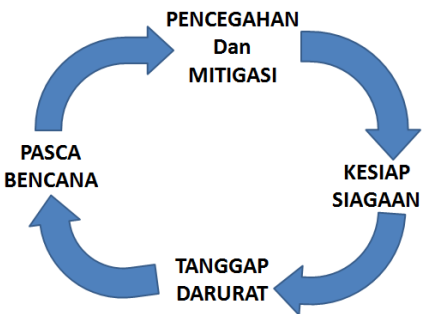 PENCEGAHAN
Dan
MITIGASI
KESIAP
SIAGAAN
TANGGAP
DARURAT
PASCA
BENCANA